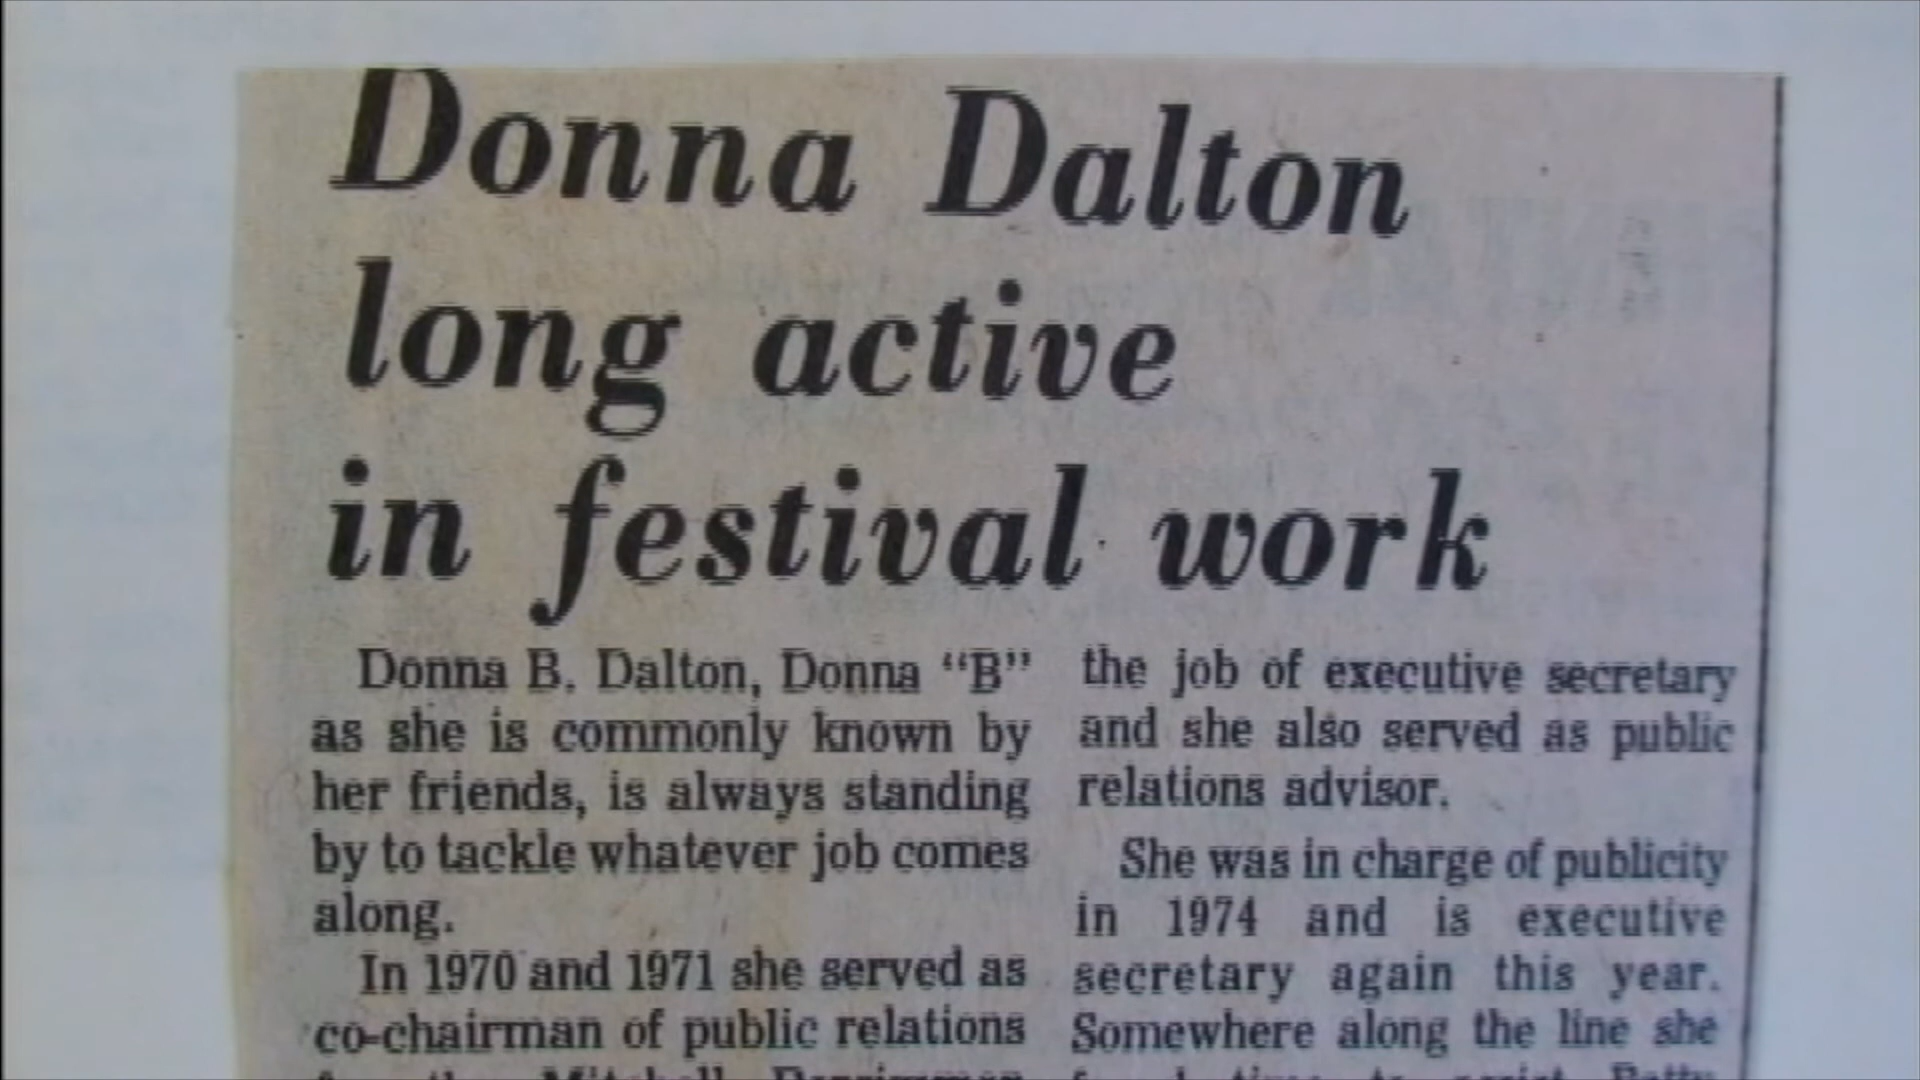 Donna Dalton
long active
in festival work
Donna B. Dalton, Donna “B”
as she is commonly known by
her friends, is always standing
by to tackle whatever job comes
along.
In 1970 and 1971 she served as
co-chairman of public relations
the job of executive secretary
and she also served as public
relations advisor.
She was in charge of publicity
in 1974 and is executive
secretary again this year.
Somewhere along the line she